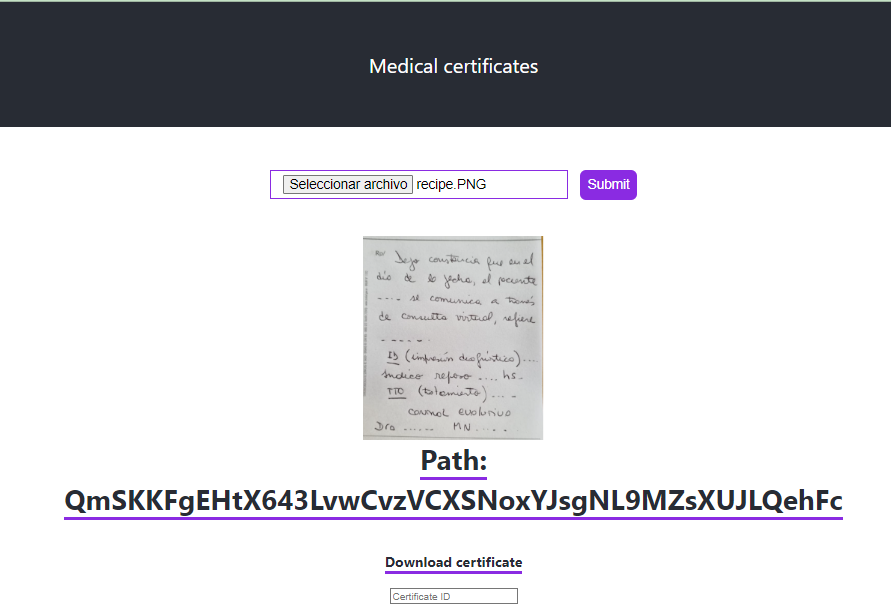 Medical certificates
Seleccionar archivo recipe.PNG Submit
Dejo constancia que en el
día de la fecha, el paciente
.... se comunica a través
de consulta virtual, refiere
......
ID (impresión diagnóstico)....
Indico reposo .... hs.
TTO (tratamiento)....
control evolutivo
Dra ...... MN.....
Path:
QmSKKFgEHtX643LvwCvzVCXSNoxYJsgNL9MZsXUJLQehFc
Download certificate
Certificate ID